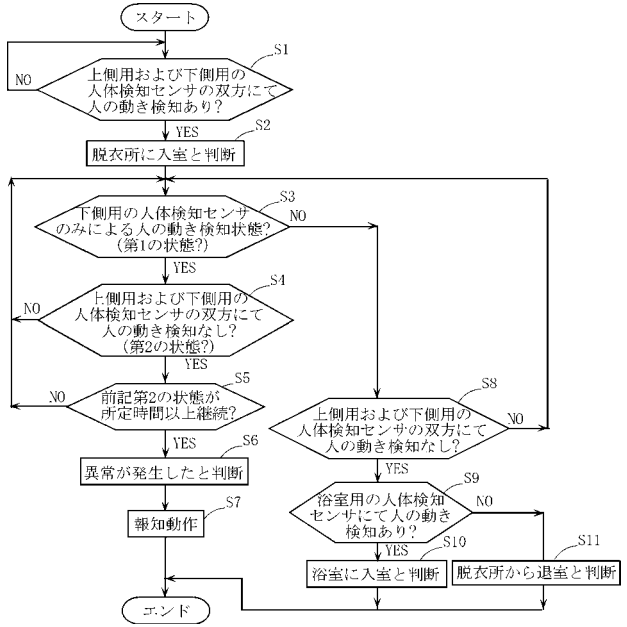 スタート
S1
上側用および下側用の
人体検知センサの双方にて
人の動き検知あり?
NO
YES
S2
脱衣所に入室と判断
S3
下側用の人体検知センサ
のみによる人の動き検知状態?
(第1の状態?)
NO
YES
S4
上側用および下側用の
人体検知センサの双方にて
人の動き検知なし?
(第2の状態?)
NO
YES
S5
前記第2の状態が
所定時間以上継続?
NO
YES
S6
異常が発生したと判断
S7
報知動作
S8
上側用および下側用の
人体検知センサの双方にて
人の動き検知なし?
NO
YES
S9
浴室用の人体検知
センサにて人の動き
検知あり?
NO
YES
S10
浴室に入室と判断
S11
脱衣所から退室と判断
エンド